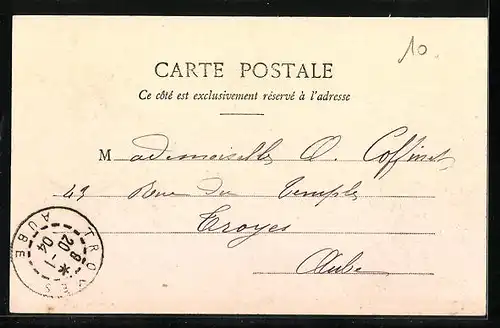 10
CARTE POSTALE
Ce côté est exclusivement réservé à l'adresse
Mademoiselles A. Coffinet
43 Rue du Temple
Troyes
Aube
TROYES
8
20 -1
04
AUBE